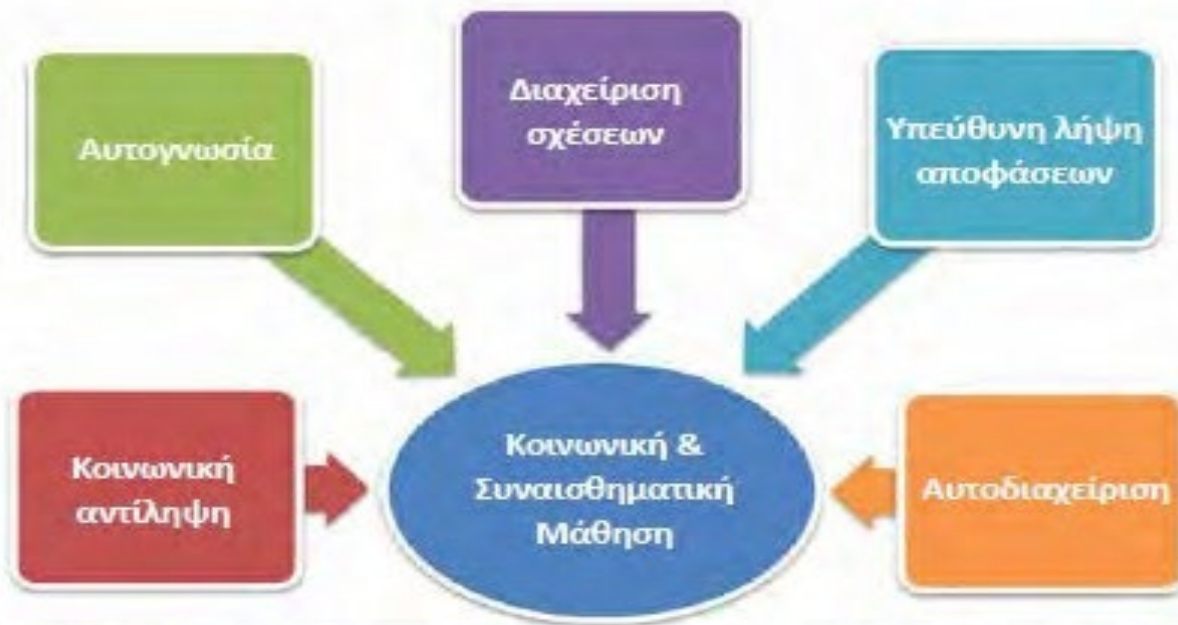 Αυτογνωσία
Διαχείριση
σχέσεων
Υπεύθυνη λήψη
αποφάσεων
Κοινωνική
αντίληψη
Κοινωνική &
Συναισθηματική
Μάθηση
Αυτοδιαχείριση